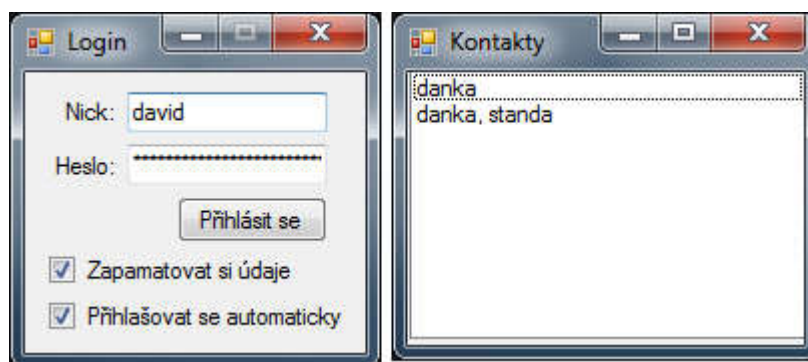 Login
Nick: david
Heslo: **************************
Přihlásit se
Zapamatovat si údaje
Přihlašovat se automaticky
Kontakty
danka
danka, standa